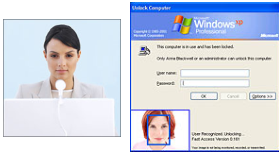 Unlock Computer
Microsoft
Windows xp
Professional
Copyright © 1985-2001
Microsoft Corporation
Microsoft
This computer is in use and has been locked.
Only Anna Blackwell or an administrator can unlock this computer
User name:
Password:
OK
Cancel
Options >>
User Recognized Unlocking...
Fast Access Version